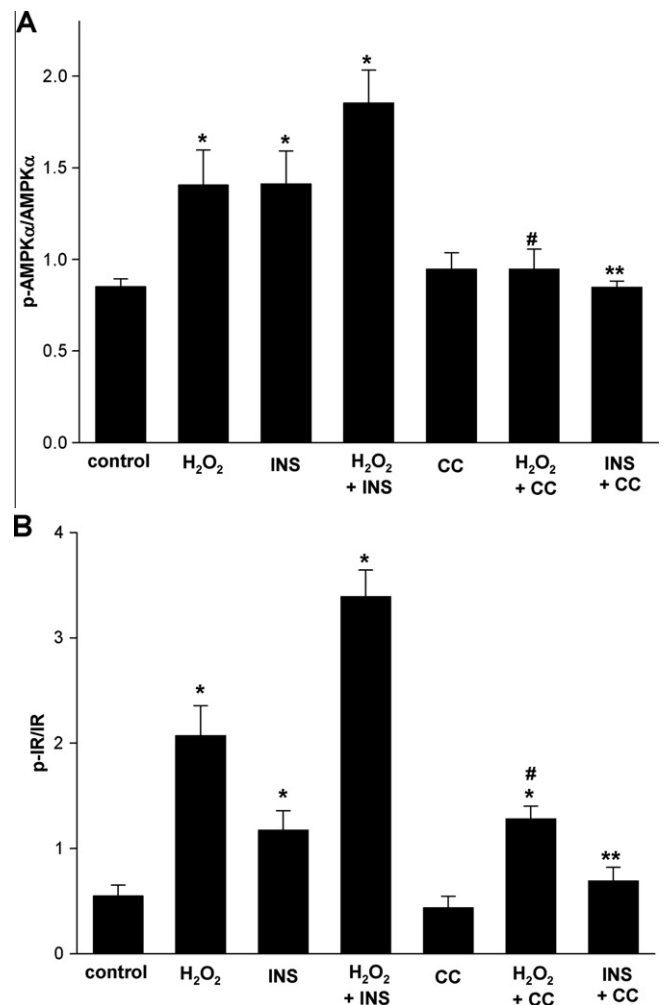 A
p-AMPKα/AMPKα
2.0
1.5
1.0
0.5
0.0
*
*
*
#
**
control
H₂O₂
INS
H₂O₂
+ INS
CC
H₂O₂
+ CC
INS
+ CC
B
p-IR/IR
4
3
2
1
0
*
*
*
#
*
**
control
H₂O₂
INS
H₂O₂
+ INS
CC
H₂O₂
+ CC
INS
+ CC